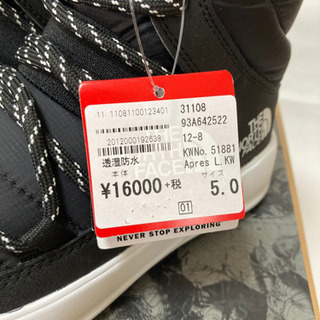 11 11081100123401
31108
93A642522
2012000192638
12-8
透湿防水
KWNo.51881
本体
Apres L.KW
¥16000+税
サイズ
5.0
01
NEVER STOP EXPLORING
THE
NORTH
FACE